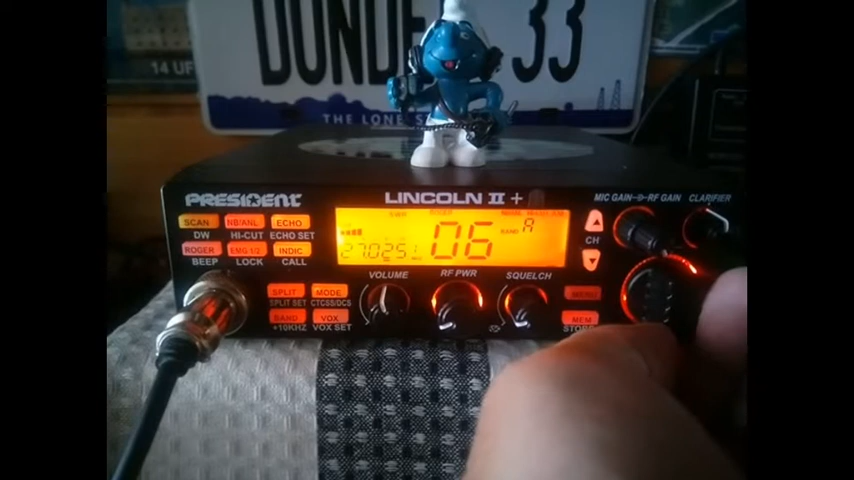 14 UF
DUNDE 33
THE LONE S
PRESIDENT
LINCOLN II +
MIC GAIN RF GAIN CLARIFIER
SCAN NB/ANL ECHO
DW HI-CUT ECHO SET
ROGER EMG 1/2 INDIC.
BEEP LOCK CALL
27.025
06
BAND A
CH
VOLUME RF PWR SQUELCH
SPLIT MODE
SPLIT SET CTCSS/DCS
BAND VOX
+10KHZ VOX SET
MENU
MEM
STORE